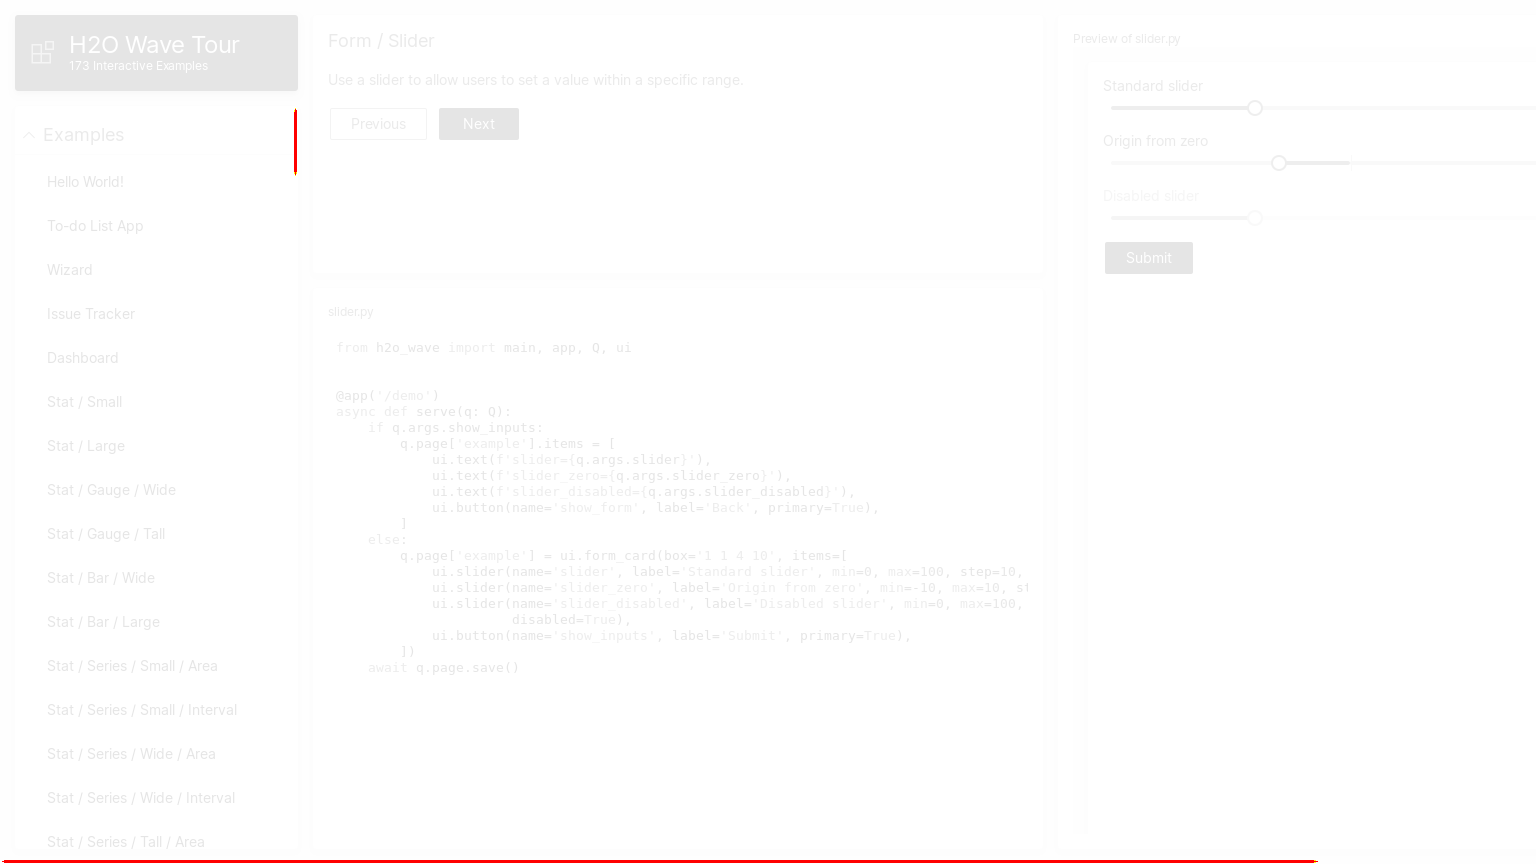 H2O Wave Tour
173 Interactive Examples
Examples
Hello World!
To-do List App
Wizard
Issue Tracker
Dashboard
Stat / Small
Stat / Large
Stat / Gauge / Wide
Stat / Gauge / Tall
Stat / Bar / Wide
Stat / Bar / Large
Stat / Series / Small / Area
Stat / Series / Small / Interval
Stat / Series / Wide / Area
Stat / Series / Wide / Interval
Stat / Series / Tall / Area
Form / Slider
Use a slider to allow users to set a value within a specific range.
Previous
Next
slider.py
from h2o_wave import main, app, Q, ui
@app('/demo')
async def serve(q: Q):
    if q.args.show_inputs:
        q.page['example'].items = [
            ui.text(f'slider={q.args.slider}'),
            ui.text(f'slider_zero={q.args.slider_zero}'),
            ui.text(f'slider_disabled={q.args.slider_disabled}'),
            ui.button(name='show_form', label='Back', primary=True),
        ]
    else:
        q.page['example'] = ui.form_card(box='1 1 4 10', items=[
            ui.slider(name='slider', label='Standard slider', min=0, max=100, step=10,
            ui.slider(name='slider_zero', label='Origin from zero', min=-10, max=10, st
            ui.slider(name='slider_disabled', label='Disabled slider', min=0, max=100,
                      disabled=True),
            ui.button(name='show_inputs', label='Submit', primary=True),
        ])
    await q.page.save()
Preview of slider.py
Standard slider
Origin from zero
Disabled slider
Submit